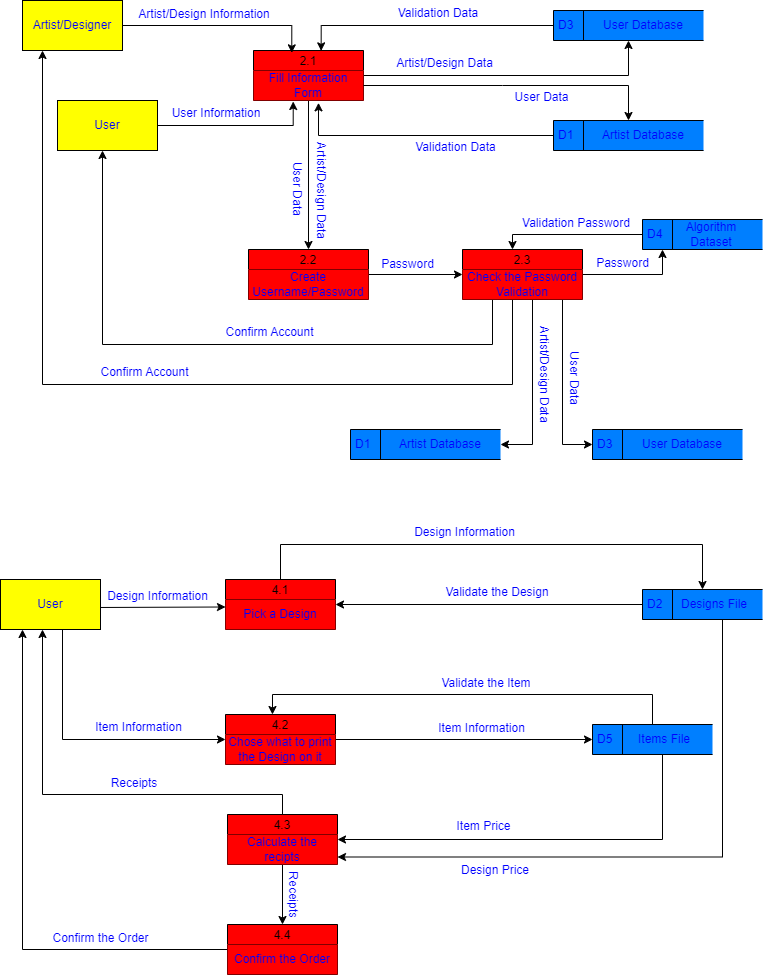 Artist/Designer
Artist/Design Information
Validation Data
D3 User Database
2.1
Fill Information
Form
Artist/Design Data
User Data
User
User Information
Validation Data
D1 Artist Database
Artist/Design Data
User Data
Validation Password
D4 Algorithm
Dataset
2.2
Create
Username/Password
Password
2.3
Check the Password
Validation
Password
Confirm Account
Confirm Account
Artist/Design Data
User Data
D1 Artist Database
D3 User Database
Design Information
User
Design Information
4.1
Pick a Design
Validate the Design
D2 Designs File
Validate the Item
Item Information
4.2
Chose what to print
the Design on it
Item Information
D5 Items File
Receipts
4.3
Calculate the
recipts
Item Price
Design Price
Receipts
Confirm the Order
4.4
Confirm the Order